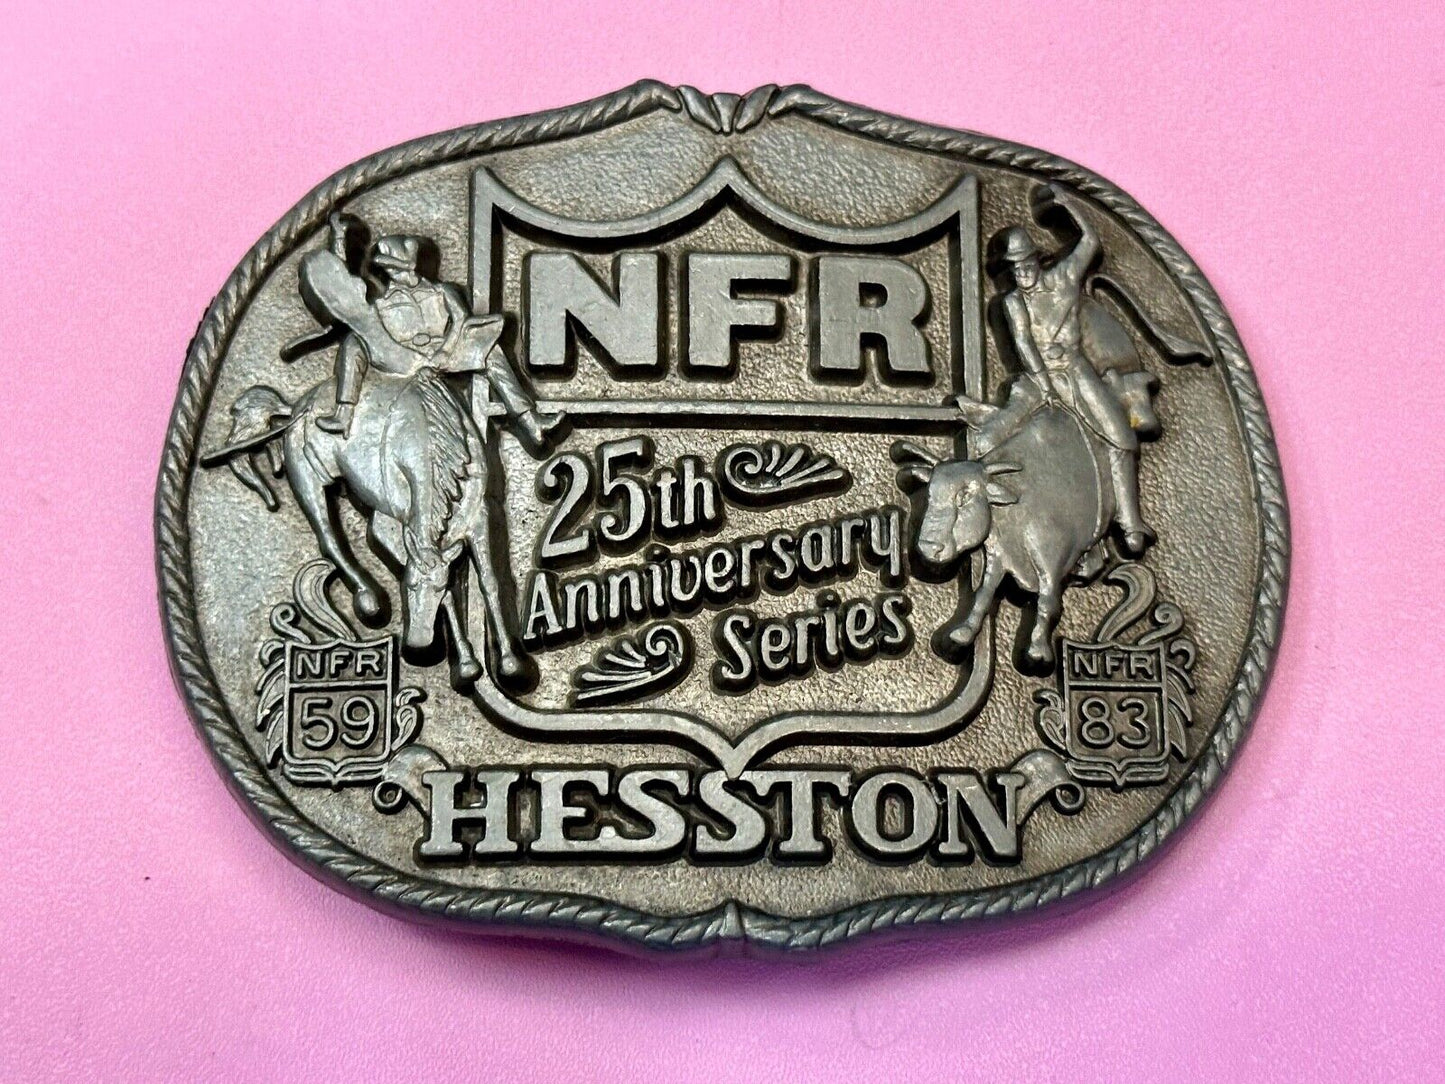 NFR
25th
Anniversary
Series
NFR
59
NFR
83
HESSTON